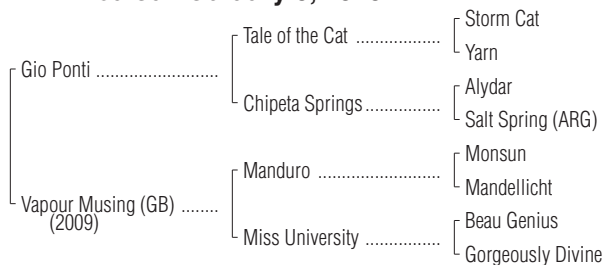 Storm Cat
Tale of the Cat ..................
Yarn
Gio Ponti ..........................
Alydar
Chipeta Springs ...............
Salt Spring (ARG)
Monsun
Manduro ........................
Mandellicht
Vapour Musing (GB) ........
(2009)
Beau Genius
Miss University ...............
Gorgeously Divine